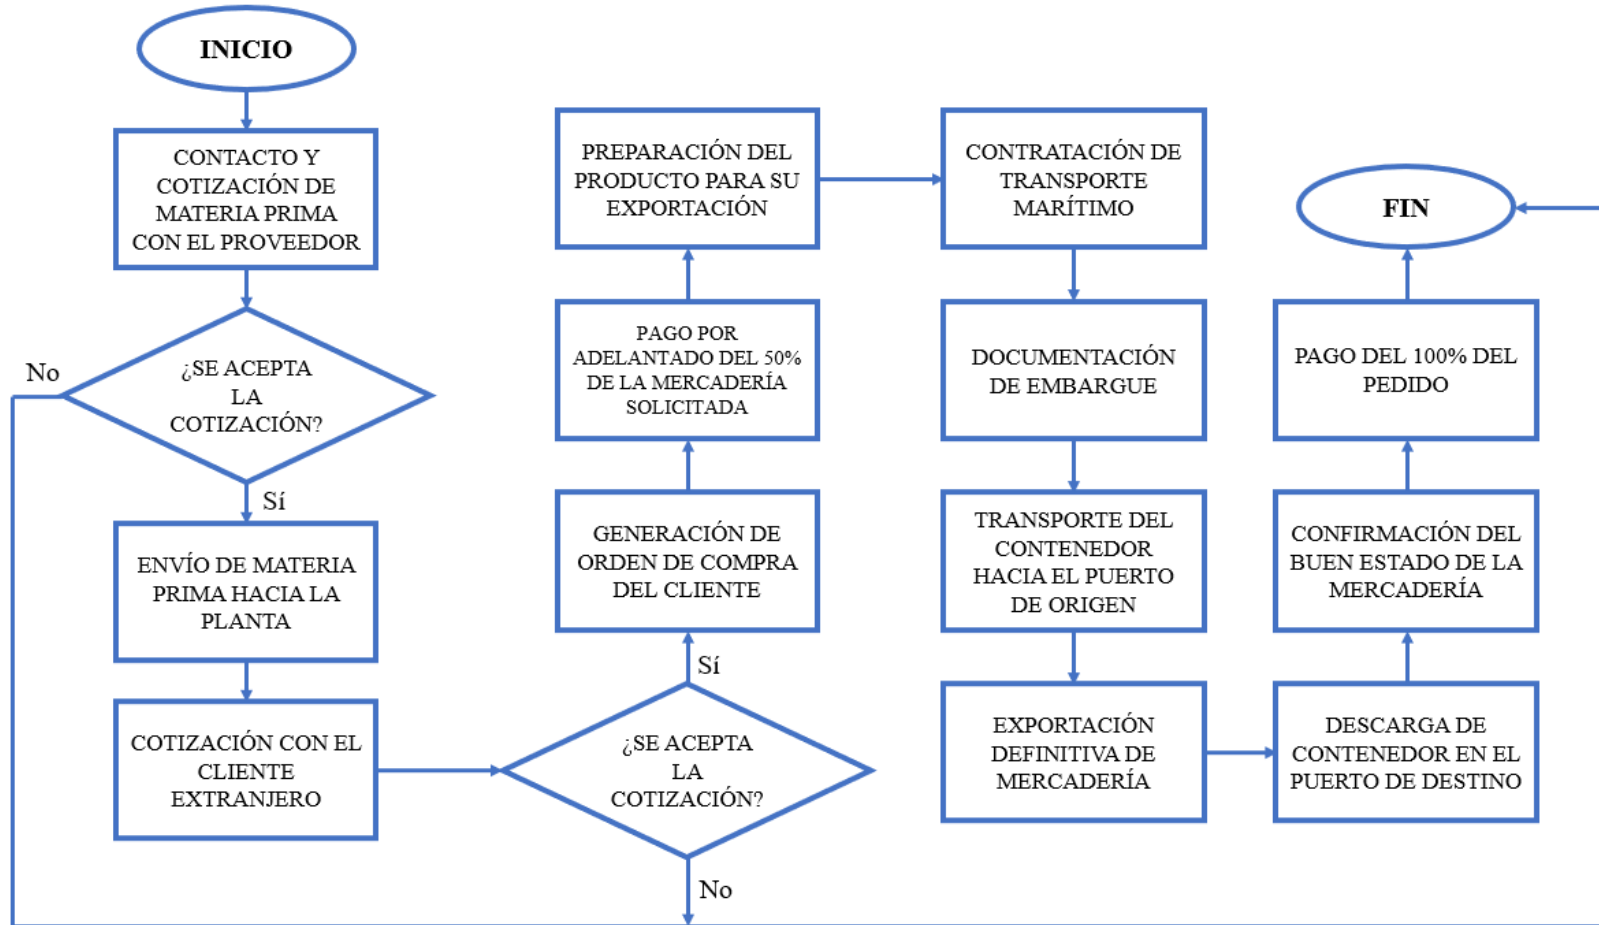 INICIO
CONTACTO Y
COTIZACIÓN DE
MATERIA PRIMA
CON EL PROVEEDOR
¿SE ACEPTA
LA
COTIZACIÓN?
No
Sí
ENVÍO DE MATERIA
PRIMA HACIA LA
PLANTA
COTIZACIÓN CON EL
CLIENTE
EXTRANJERO
¿SE ACEPTA
LA
COTIZACIÓN?
No
Sí
GENERACIÓN DE
ORDEN DE COMPRA
DEL CLIENTE
PAGO POR
ADELANTADO DEL 50%
DE LA MERCADERÍA
SOLICITADA
PREPARACIÓN DEL
PRODUCTO PARA SU
EXPORTACIÓN
CONTRATACIÓN DE
TRANSPORTE
MARÍTIMO
DOCUMENTACIÓN
DE EMBARGUE
TRANSPORTE DEL
CONTENEDOR
HACIA EL PUERTO
DE ORIGEN
EXPORTACIÓN
DEFINITIVA DE
MERCADERÍA
DESCARGA DE
CONTENEDOR EN EL
PUERTO DE DESTINO
CONFIRMACIÓN DEL
BUEN ESTADO DE LA
MERCADERÍA
PAGO DEL 100% DEL
PEDIDO
FIN